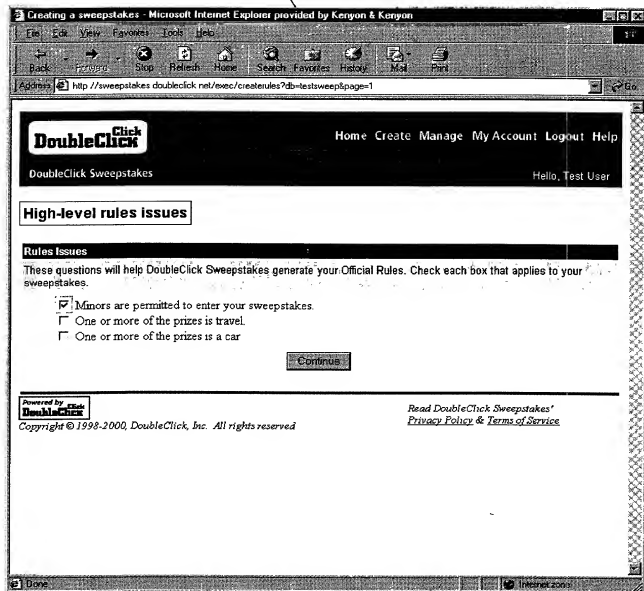 Creating a sweepstakes - Microsoft Internet Explorer provided by Kenyon & Kenyon
File Edit View Favorites Tools Help
Back Forward Stop Refresh Home Search Favorites History Mail Print
Address http //sweepstakes doubleclick net/exec/createrules?db=testsweep&page=1 Go
DoubleClick Click
Home Create Manage My Account Logout Help
DoubleClick Sweepstakes Hello, Test User
High-level rules issues
Rules Issues
These questions will help DoubleClick Sweepstakes generate your Official Rules. Check each box that applies to your
sweepstakes.
Minors are permitted to enter your sweepstakes.
One or more of the prizes is travel.
One or more of the prizes is a car
Continue
Powered by
DoubleClick Click
Copyright © 1998-2000, DoubleClick, Inc. All rights reserved
Read DoubleClick Sweepstakes'
Privacy Policy & Terms of Service
Done Internet zone